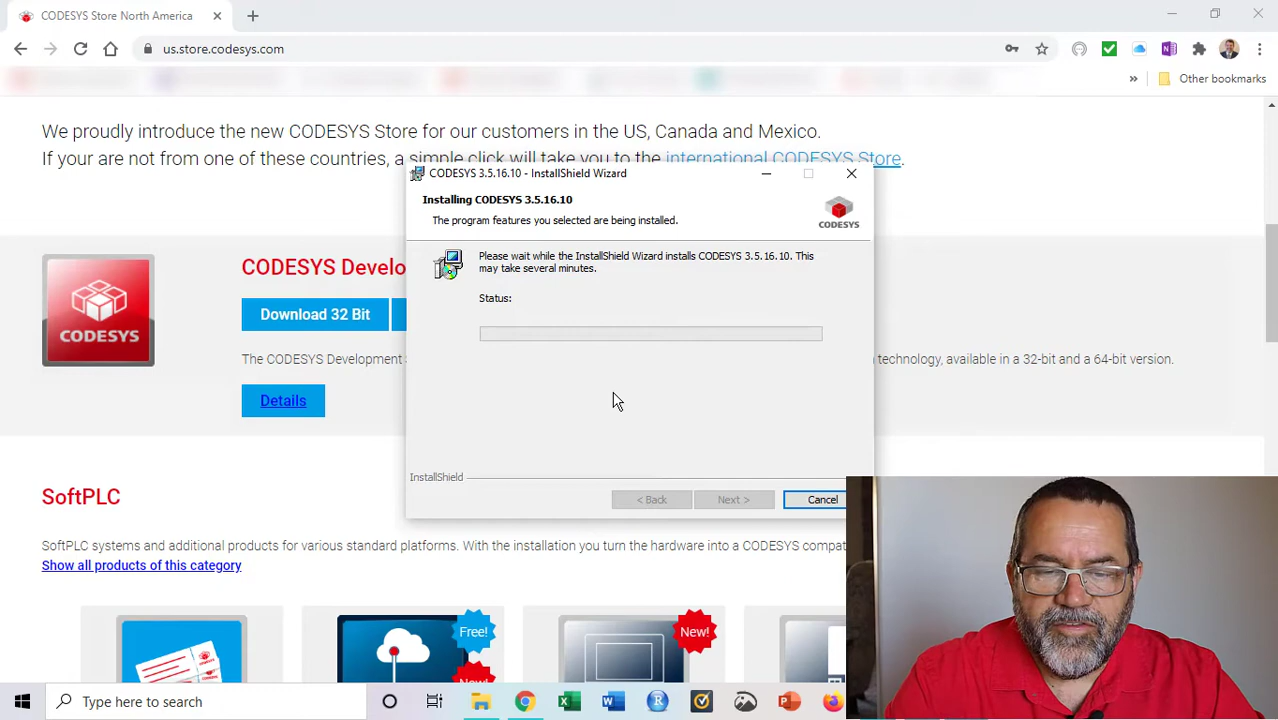 CODESYS Store North America
us.store.codesys.com
Other bookmarks
We proudly introduce the new CODESYS Store for our customers in the US, Canada and Mexico.
If your are not from one of these countries, a simple click will take you to the international CODESYS Store.
CODESYS 3.5.16.10 - InstallShield Wizard
Installing CODESYS 3.5.16.10
The program features you selected are being installed.
CODESYS
Please wait while the InstallShield Wizard installs CODESYS 3.5.16.10. This
may take several minutes.
Status:
InstallShield
< Back
Next >
Cancel
CODESYS
CODESYS Develo
Download 32 Bit
The CODESYS Development
technology, available in a 32-bit and a 64-bit version.
Details
SoftPLC
SoftPLC systems and additional products for various standard platforms. With the installation you turn the hardware into a CODESYS compat
Show all products of this category
Free!
New!
New!
CODESYS
Type here to search